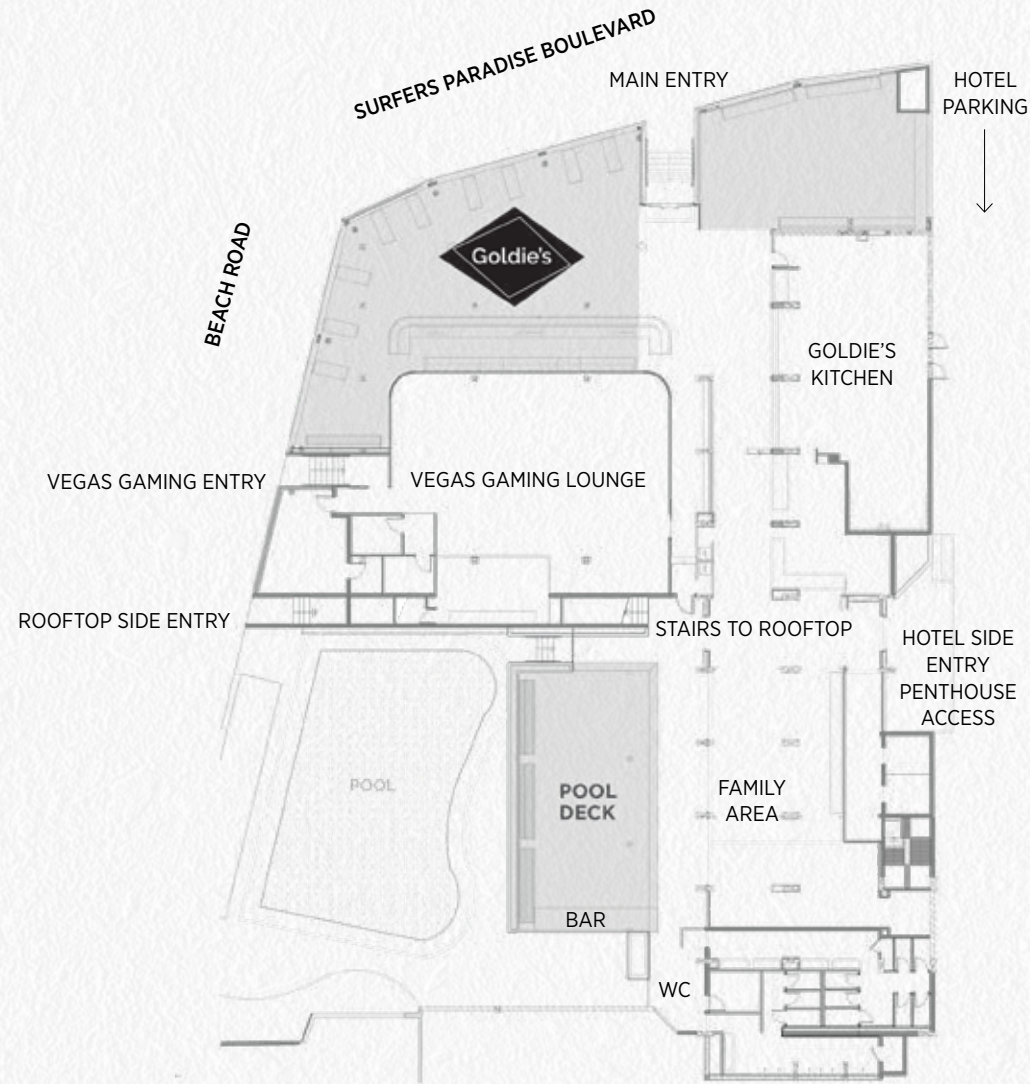 SURFERS PARADISE BOULEVARD
MAIN ENTRY
HOTEL
PARKING
BEACH ROAD
Goldie's
GOLDIE'S
KITCHEN
VEGAS GAMING ENTRY
VEGAS GAMING LOUNGE
ROOFTOP SIDE ENTRY
STAIRS TO ROOFTOP
HOTEL SIDE
ENTRY
PENTHOUSE
ACCESS
POOL
POOL
DECK
FAMILY
AREA
BAR
WC